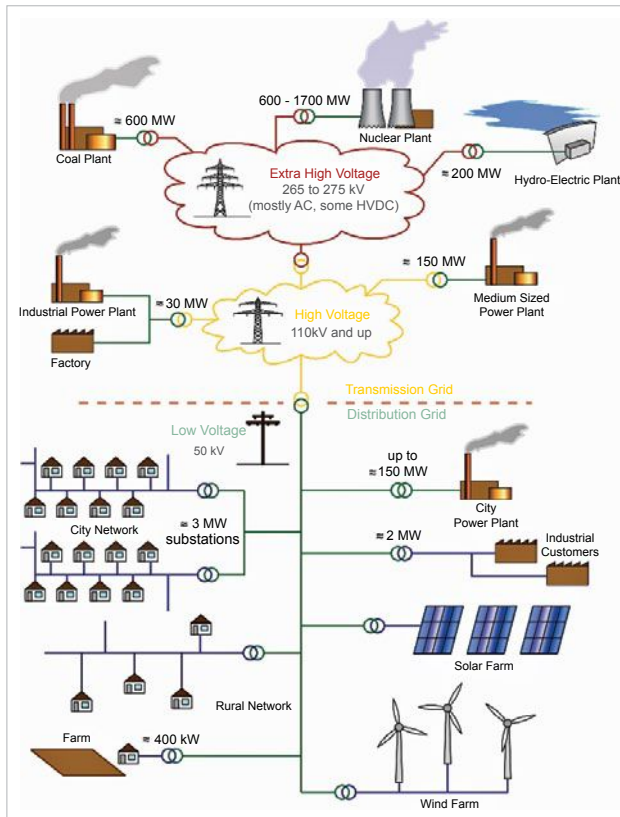 ≈ 600 MW
Coal Plant
600 - 1700 MW
Nuclear Plant
≈ 200 MW
Hydro-Electric Plant
Extra High Voltage
265 to 275 kV
(mostly AC, some HVDC)
≈ 150 MW
Medium Sized
Power Plant
Industrial Power Plant
≈ 30 MW
Factory
High Voltage
110kV and up
Transmission Grid
Distribution Grid
Low Voltage
50 kV
up to
≈ 150 MW
City
Power Plant
City Network
≈ 3 MW
substations
≈ 2 MW
Industrial
Customers
Solar Farm
Rural Network
Farm
≈ 400 kW
Wind Farm